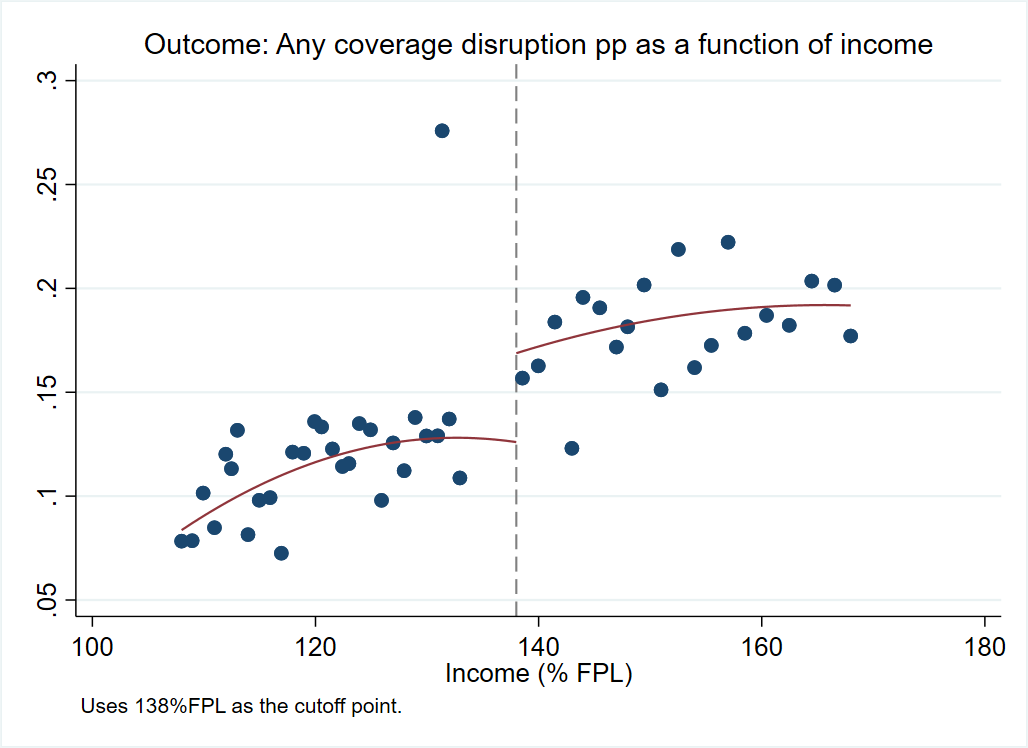 Outcome: Any coverage disruption pp as a function of income
.3
.25
.2
.15
.1
.05
100 120 140 160 180
Income (% FPL)
Uses 138%FPL as the cutoff point.